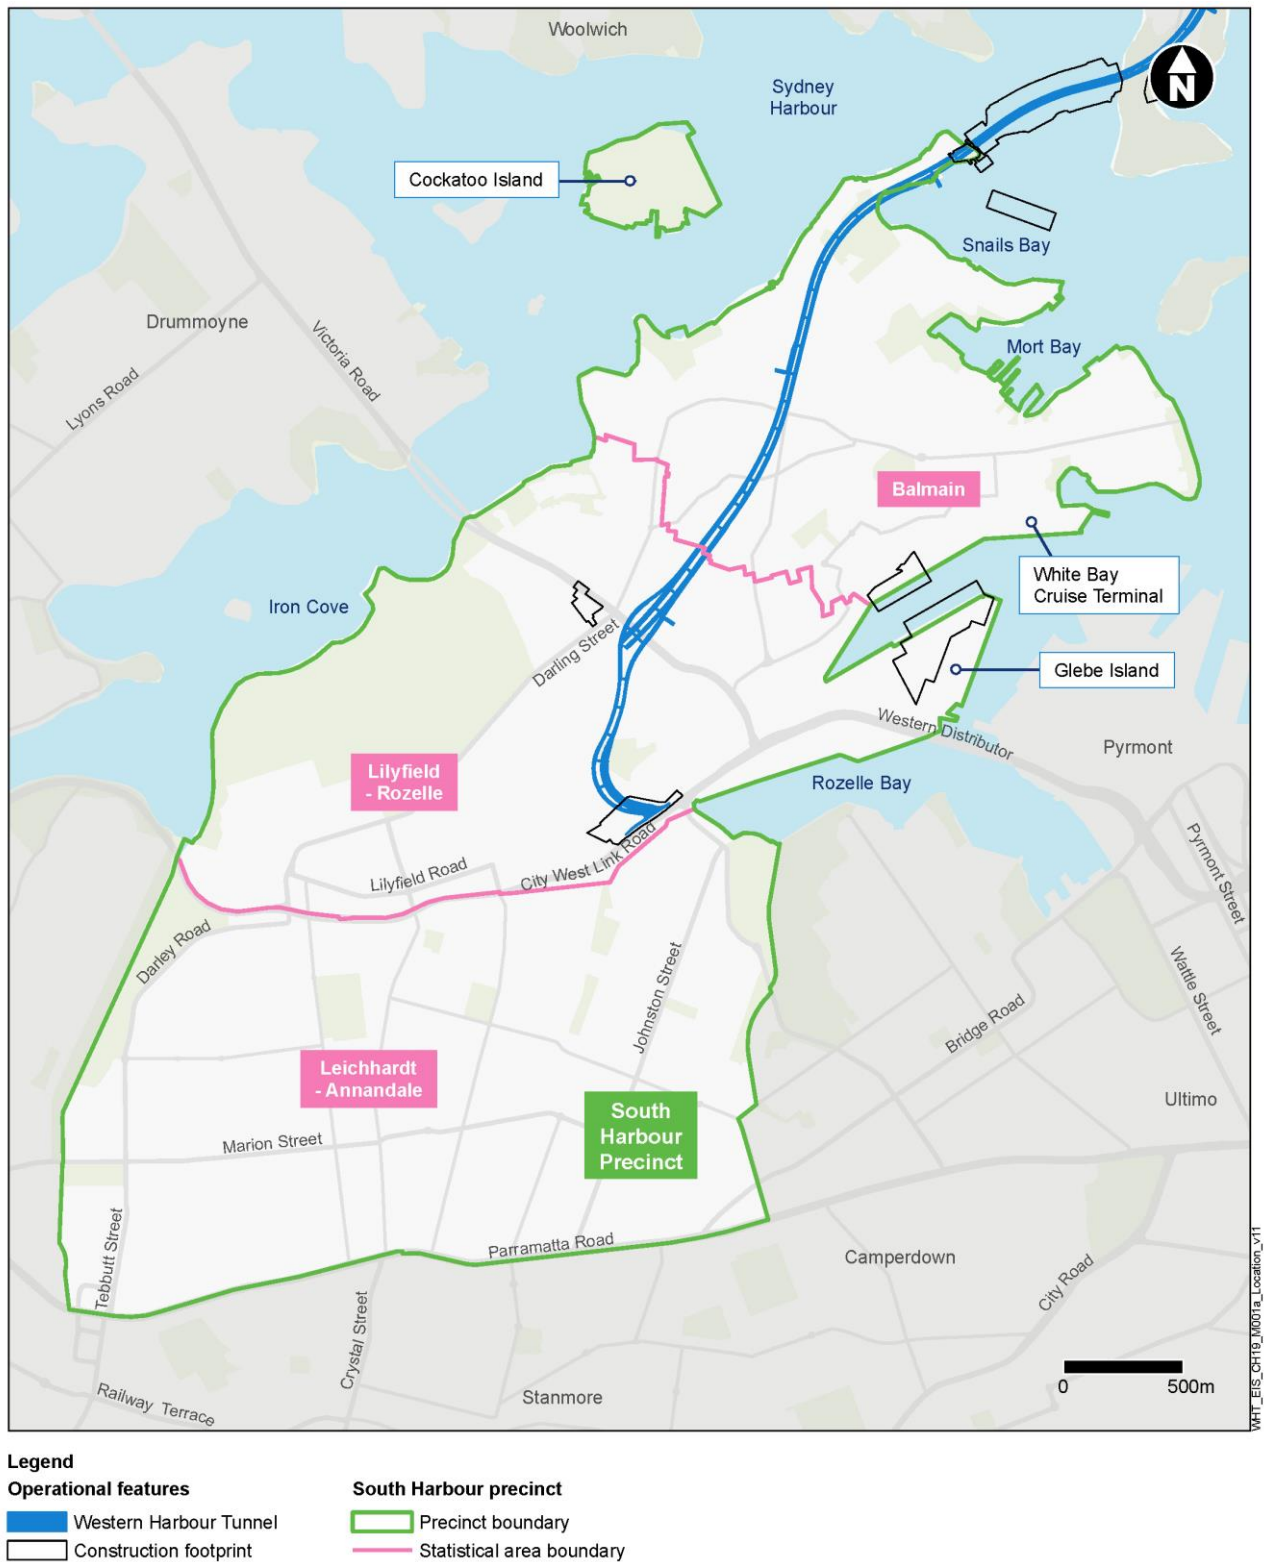 Woolwich
Sydney
Harbour
N
Cockatoo Island
Snails Bay
Drummoyne
Victoria Road
Mort Bay
Lyons Road
Balmain
White Bay
Cruise Terminal
Iron Cove
Darling Street
Glebe Island
Western Distributor
Pyrmont
Lilyfield
- Rozelle
Rozelle Bay
Pyrmont Street
City West Link Road
Lilyfield Road
Darley Road
Johnston Street
Wattle Street
Bridge Road
Leichhardt
- Annandale
South
Harbour
Precinct
Ultimo
Marion Street
Tebbutt Street
Parramatta Road
Camperdown
City Road
Crystal Street
Railway Terrace
Stanmore
0 500m
WHT_EIS_CH19_M001a_Location_v11
Legend
Operational features
Western Harbour Tunnel
Construction footprint
South Harbour precinct
Precinct boundary
Statistical area boundary